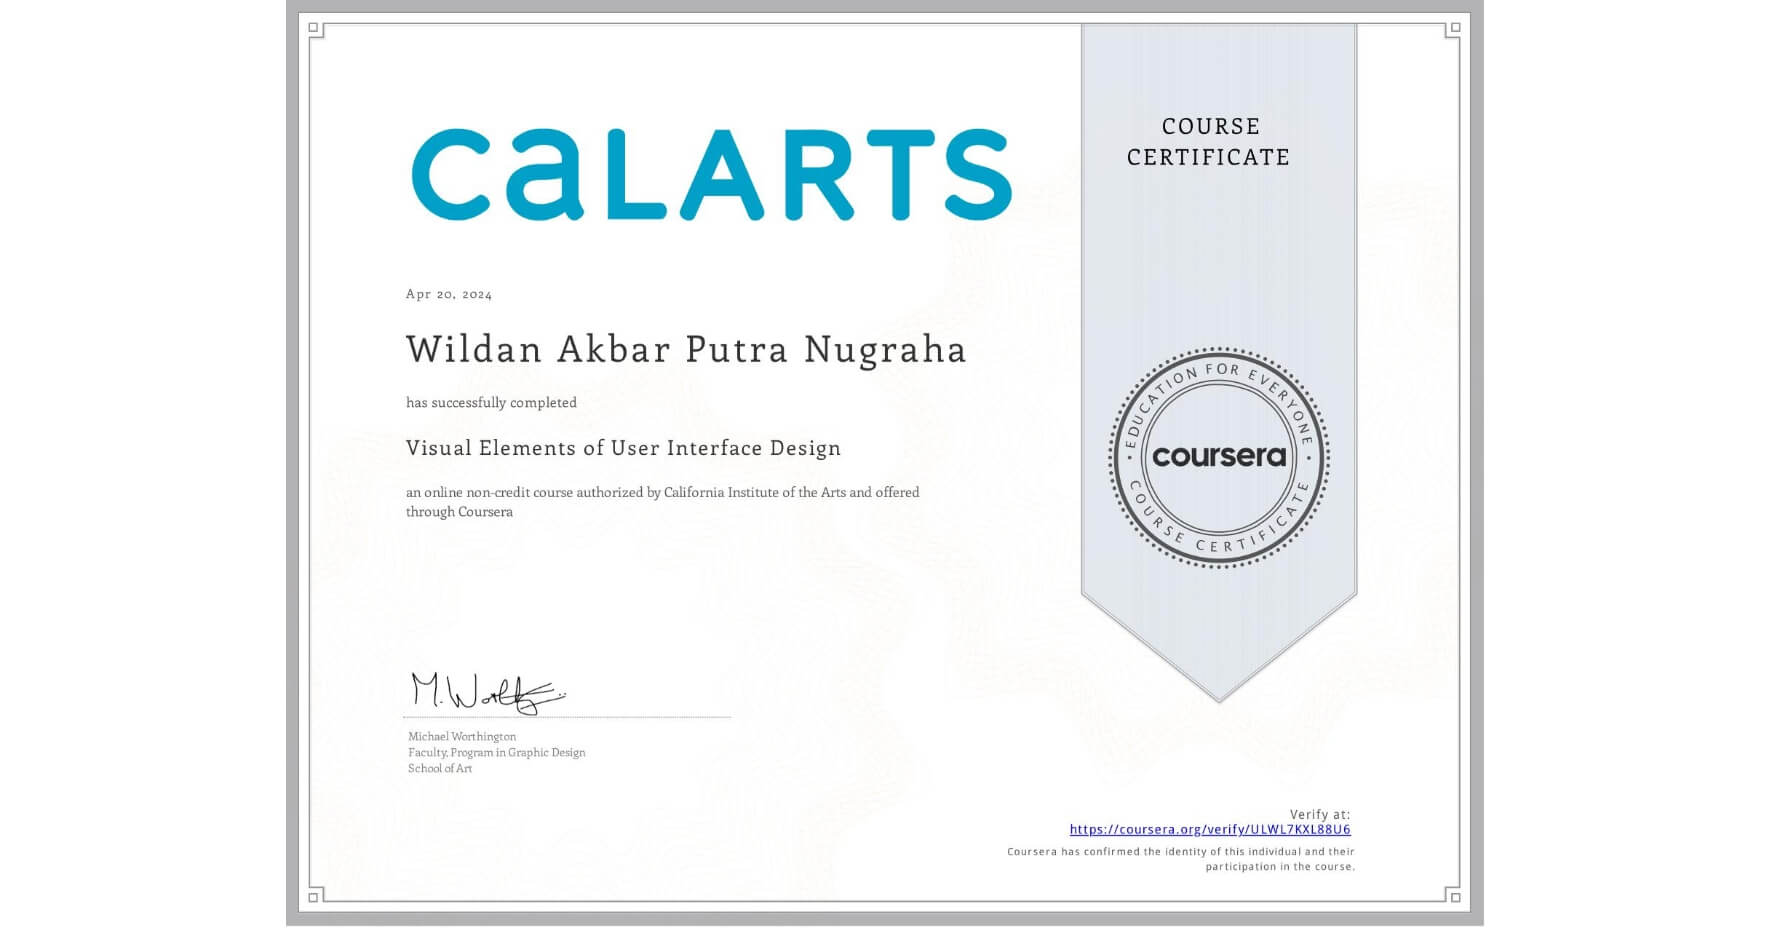 CALARTS
COURSE
CERTIFICATE
Apr 20, 2024
Wildan Akbar Putra Nugraha
has successfully completed
Visual Elements of User Interface Design
an online non-credit course authorized by California Institute of the Arts and offered
through Coursera
EDUCATION FOR EVERYONE
coursera
COURSE CERTIFICATE
M. Worth
Michael Worthington
Faculty, Program in Graphic Design
School of Art
Verify at:
https://coursera.org/verify/ULWL7KXL88U6
Coursera has confirmed the identity of this individual and their
participation in the course.